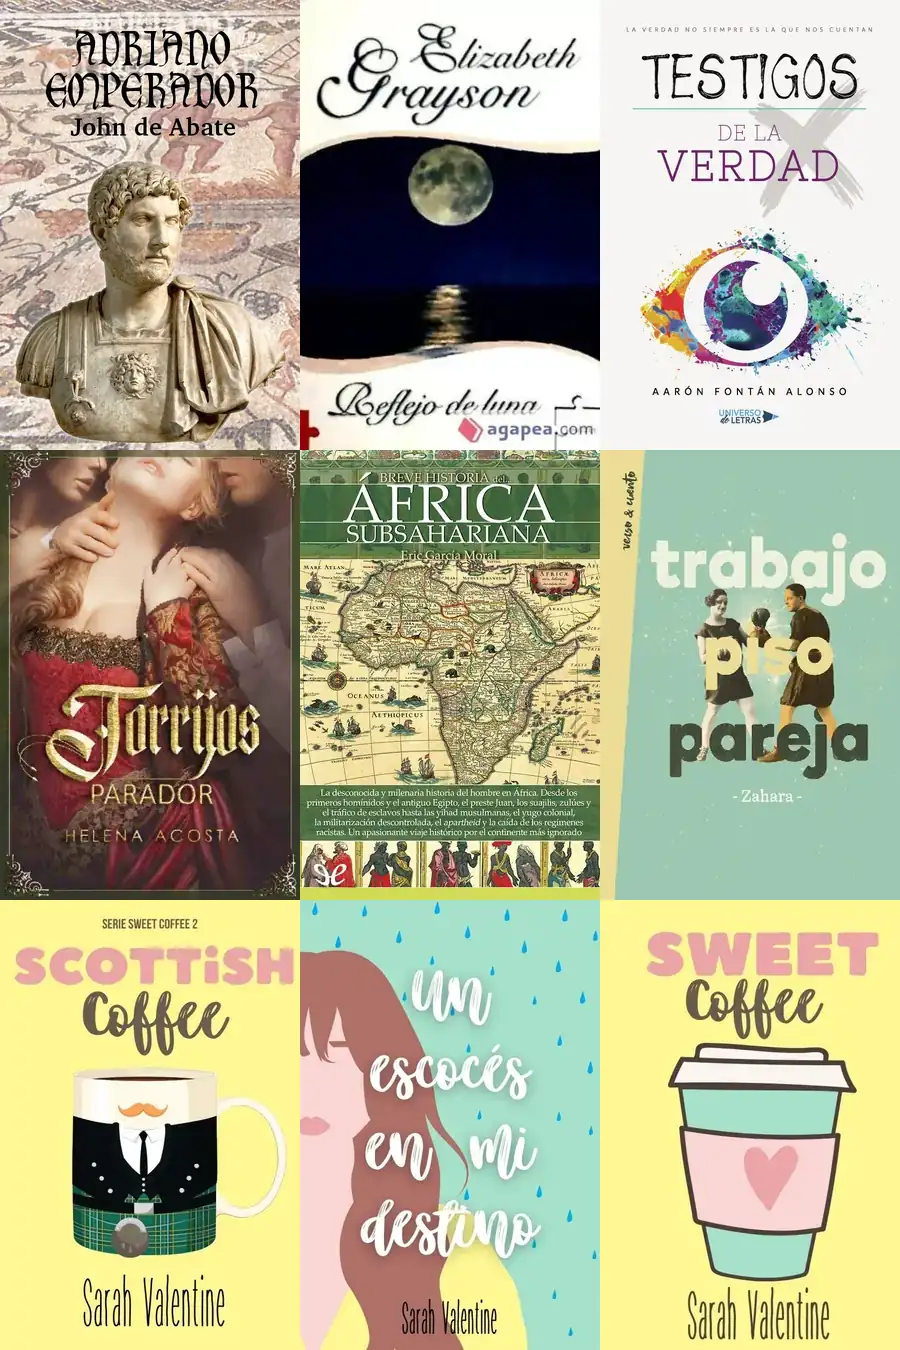 ADRIANO
EMPERADOR
John de Abate
Elizabeth
Grayson
Reflejo de luna
agapea.com
LA VERDAD NO SIEMPRE ES LA QUE NOS CUENTAN
TESTIGOS
DE LA
VERDAD
AARÓN FONTÁN ALONSO
UNIVERSO
de LETRAS
Torrijos
PARADOR
HELENA ACOSTA
BREVE HISTORIA del...
ÁFRICA
SUBSAHARIANA
Eric García Moral
MARE ATLAN
OCEANUS
AETHIOPICUS
La desconocida y milenaria historia del hombre en África. Desde los
primeros homínidos y el antiguo Egipto, el preste Juan, los suajilis, zulúes y
el tráfico de esclavos hasta las yihad musulmanas, el yugo colonial,
la militarización descontrolada, el apartheid y la caída de los regímenes
racistas. Un apasionante viaje histórico por el continente más ignorado
verso & cuento
trabajo
piso
pareja
- Zahara -
SERIE SWEET COFFEE 2
SCOTTiSH
Coffee
Sarah Valentine
un
escocés
en mi
destino
Sarah Valentine
SWEET
Coffee
Sarah Valentine